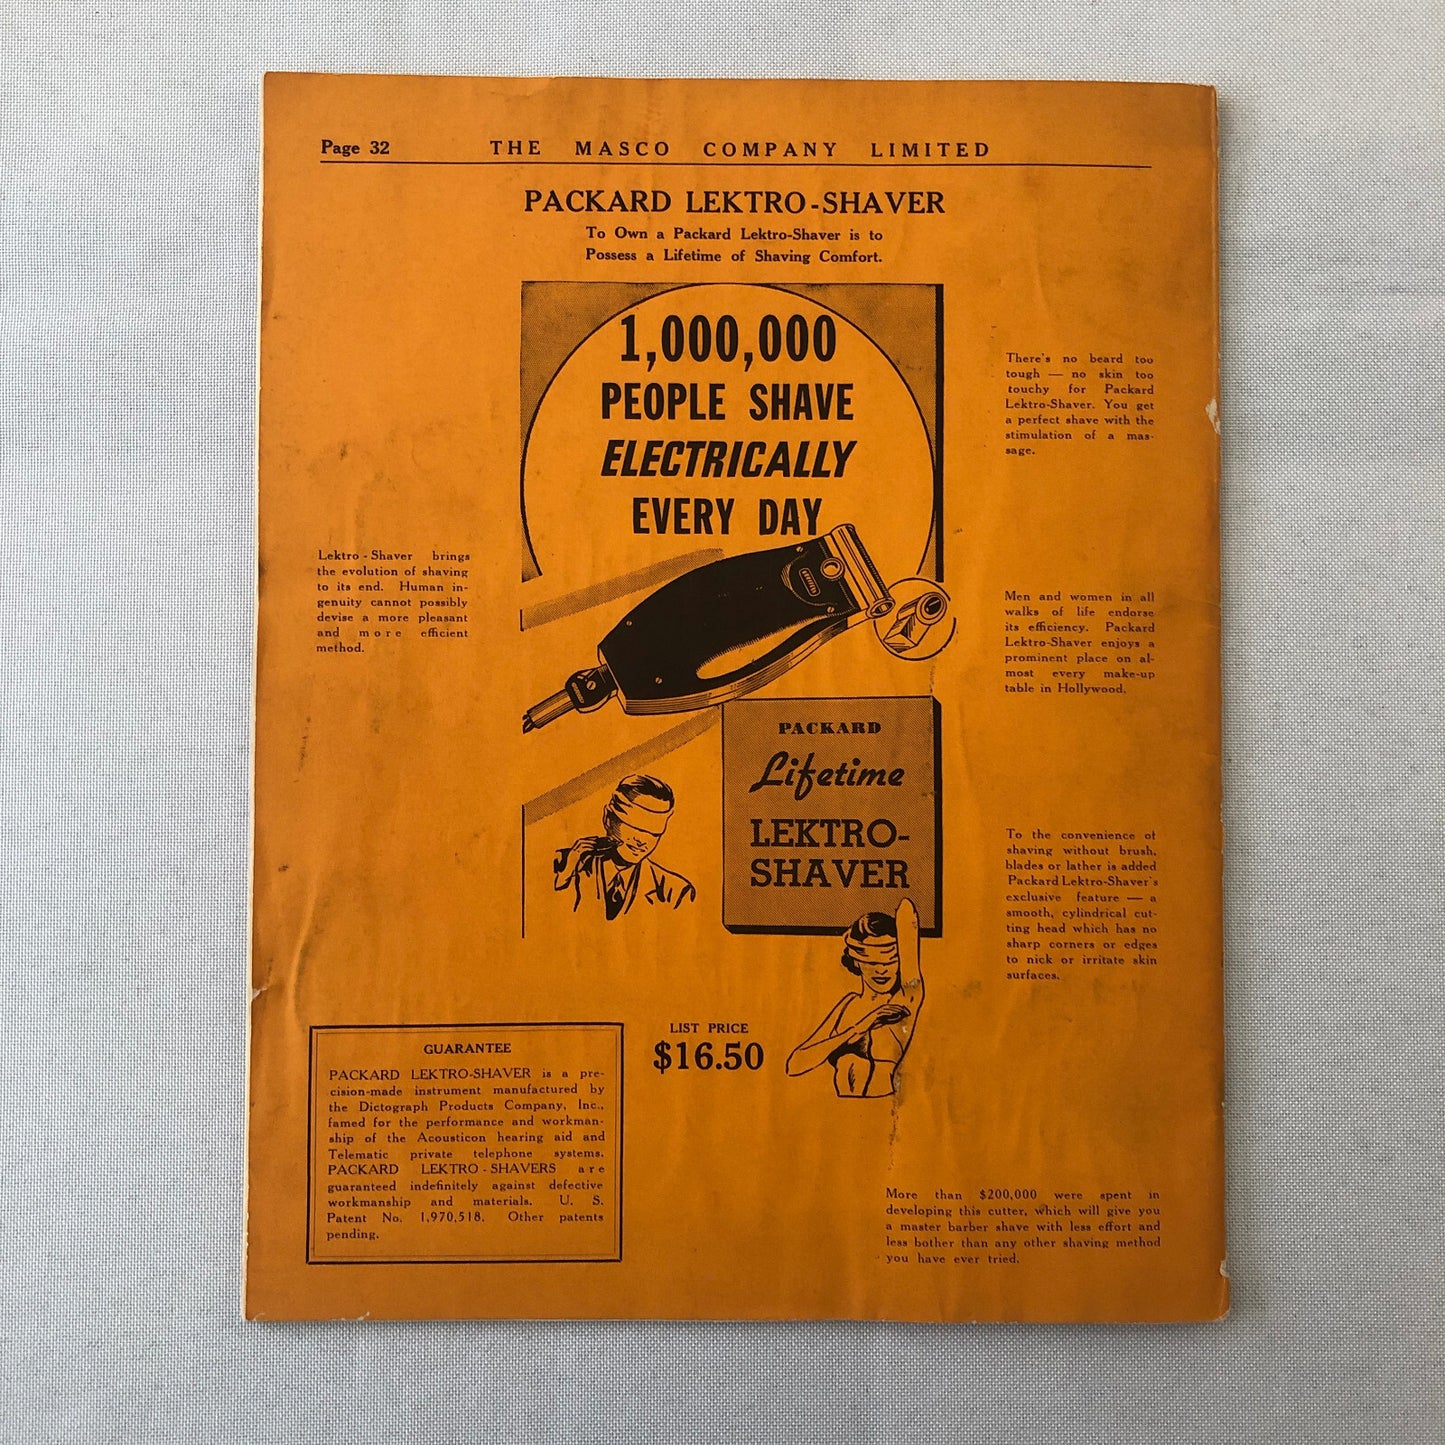 Page 32
THE MASCO COMPANY LIMITED
PACKARD LEKTRO-SHAVER
To Own a Packard Lektro-Shaver is to
Possess a Lifetime of Shaving Comfort.
1,000,000
PEOPLE SHAVE
ELECTRICALLY
EVERY DAY
There's no beard too
tough — no skin too
touchy for Packard
Lektro-Shaver. You get
a perfect shave with the
stimulation of a mas-
sage.
Lektro-Shaver brings
the evolution of shaving
to its end. Human in-
genuity cannot possibly
devise a more pleasant
and more efficient
method.
Men and women in all
walks of life endorse
its efficiency. Packard
Lektro-Shaver enjoys a
prominent place on al-
most every make-up
table in Hollywood.
PACKARD
Lifetime
LEKTRO-
SHAVER
To the convenience of
shaving without brush,
blades or lather is added
Packard Lektro-Shaver's
exclusive feature — a
smooth, cylindrical cut-
ting head which has no
sharp corners or edges
to nick or irritate skin
surfaces.
LIST PRICE
$16.50
GUARANTEE
PACKARD LEKTRO-SHAVER is a pre-
cision-made instrument manufactured by
the Dictograph Products Company, Inc.,
famed for the performance and workman-
ship of the Acousticon hearing aid and
Telematic private telephone systems.
PACKARD LEKTRO-SHAVERS are
guaranteed indefinitely against defective
workmanship and materials. U. S.
Patent No. 1,970,518. Other patents
pending.
More than $200,000 were spent in
developing this cutter, which will give you
a master barber shave with less effort and
less bother than any other shaving method
you have ever tried.